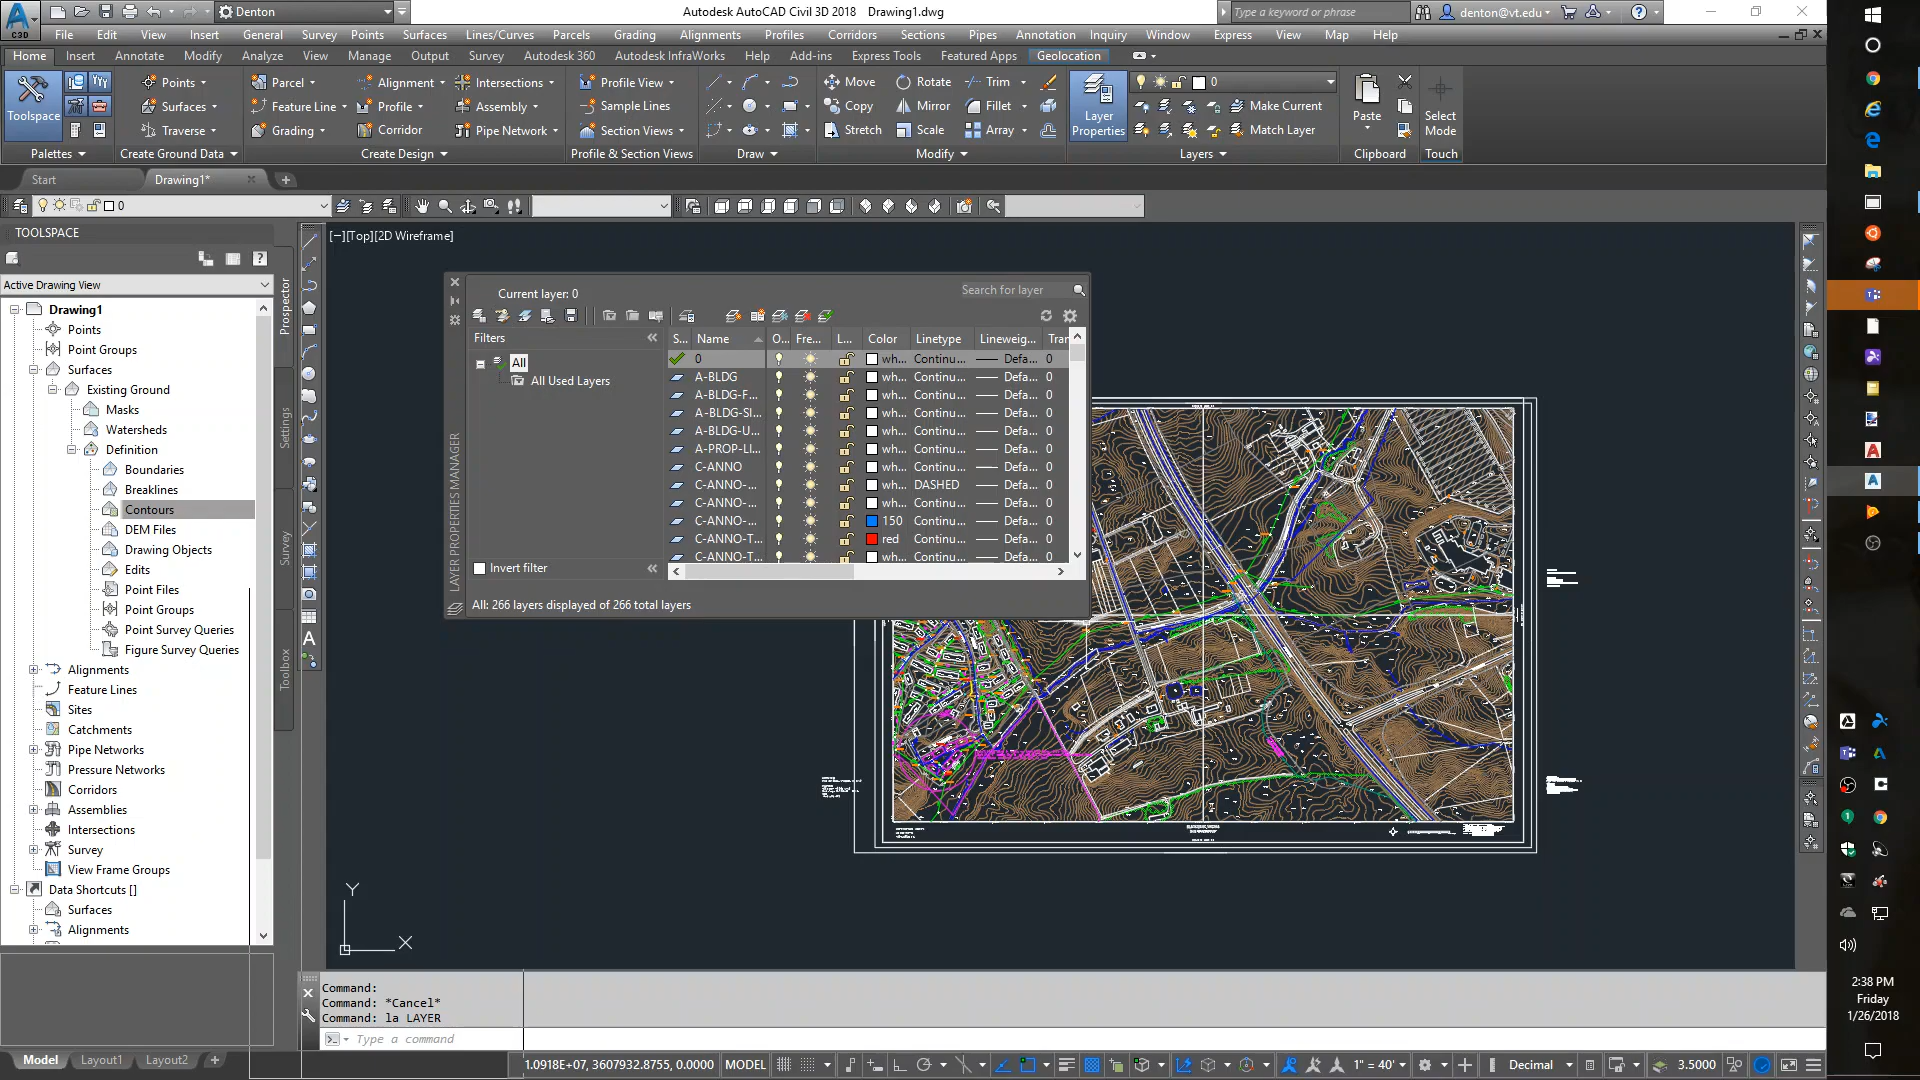 Denton
Autodesk AutoCAD Civil 3D 2018 Drawing1.dwg
Type a keyword or phrase
denton@vt.edu
C3D
File Edit View Insert General Survey Points Surfaces Lines/Curves Parcels Grading Alignments Profiles Corridors Sections Pipes Annotation Inquiry Window Express View Map Help
Home Insert Annotate Modify Analyze View Manage Output Survey Autodesk 360 Autodesk InfraWorks Help Add-ins Express Tools Featured Apps Geolocation
Toolspace
Points
Surfaces
Traverse
Parcel
Feature Line
Grading
Alignment
Profile
Corridor
Intersections
Assembly
Pipe Network
Profile View
Sample Lines
Section Views
Move
Copy
Stretch
Rotate
Mirror
Scale
Trim
Fillet
Array
Layer Properties
0
Make Current
Match Layer
Paste
Select Mode
Palettes
Create Ground Data
Create Design
Profile & Section Views
Draw
Modify
Layers
Clipboard
Touch
Start
Drawing1*
0
TOOLSPACE
Active Drawing View
Drawing1
Points
Point Groups
Surfaces
Existing Ground
Masks
Watersheds
Definition
Boundaries
Breaklines
Contours
DEM Files
Drawing Objects
Edits
Point Files
Point Groups
Point Survey Queries
Figure Survey Queries
Alignments
Feature Lines
Sites
Catchments
Pipe Networks
Pressure Networks
Corridors
Assemblies
Intersections
Survey
View Frame Groups
Data Shortcuts []
Surfaces
Alignments
Prospector
Settings
Survey
Toolbox
[−][Top][2D Wireframe]
Current layer: 0
Search for layer
Filters
All
All Used Layers
Invert filter
LAYER PROPERTIES MANAGER
S... Name O.. Fre... L... Color Linetype Lineweig... Trar
0 wh... Continu... Defa... 0
A-BLDG wh... Continu... Defa... 0
A-BLDG-F... wh... Continu... Defa... 0
A-BLDG-SI... wh... Continu... Defa... 0
A-BLDG-U... wh... Continu... Defa... 0
A-PROP-LI... wh... Continu... Defa... 0
C-ANNO wh... Continu... Defa... 0
C-ANNO-... wh... DASHED Defa... 0
C-ANNO-... wh... Continu... Defa... 0
C-ANNO-... 150 Continu... Defa... 0
C-ANNO-T... red Continu... Defa... 0
C-ANNO-T... wh... Continu... Defa... 0
All: 266 layers displayed of 266 total layers
Y
X
Command:
Command: *Cancel*
Command: la LAYER
Type a command
Model Layout1 Layout2
1.0918E+07, 3607932.8755, 0.0000 MODEL
1" = 40'
Decimal
3.5000
2:38 PM
Friday
1/26/2018